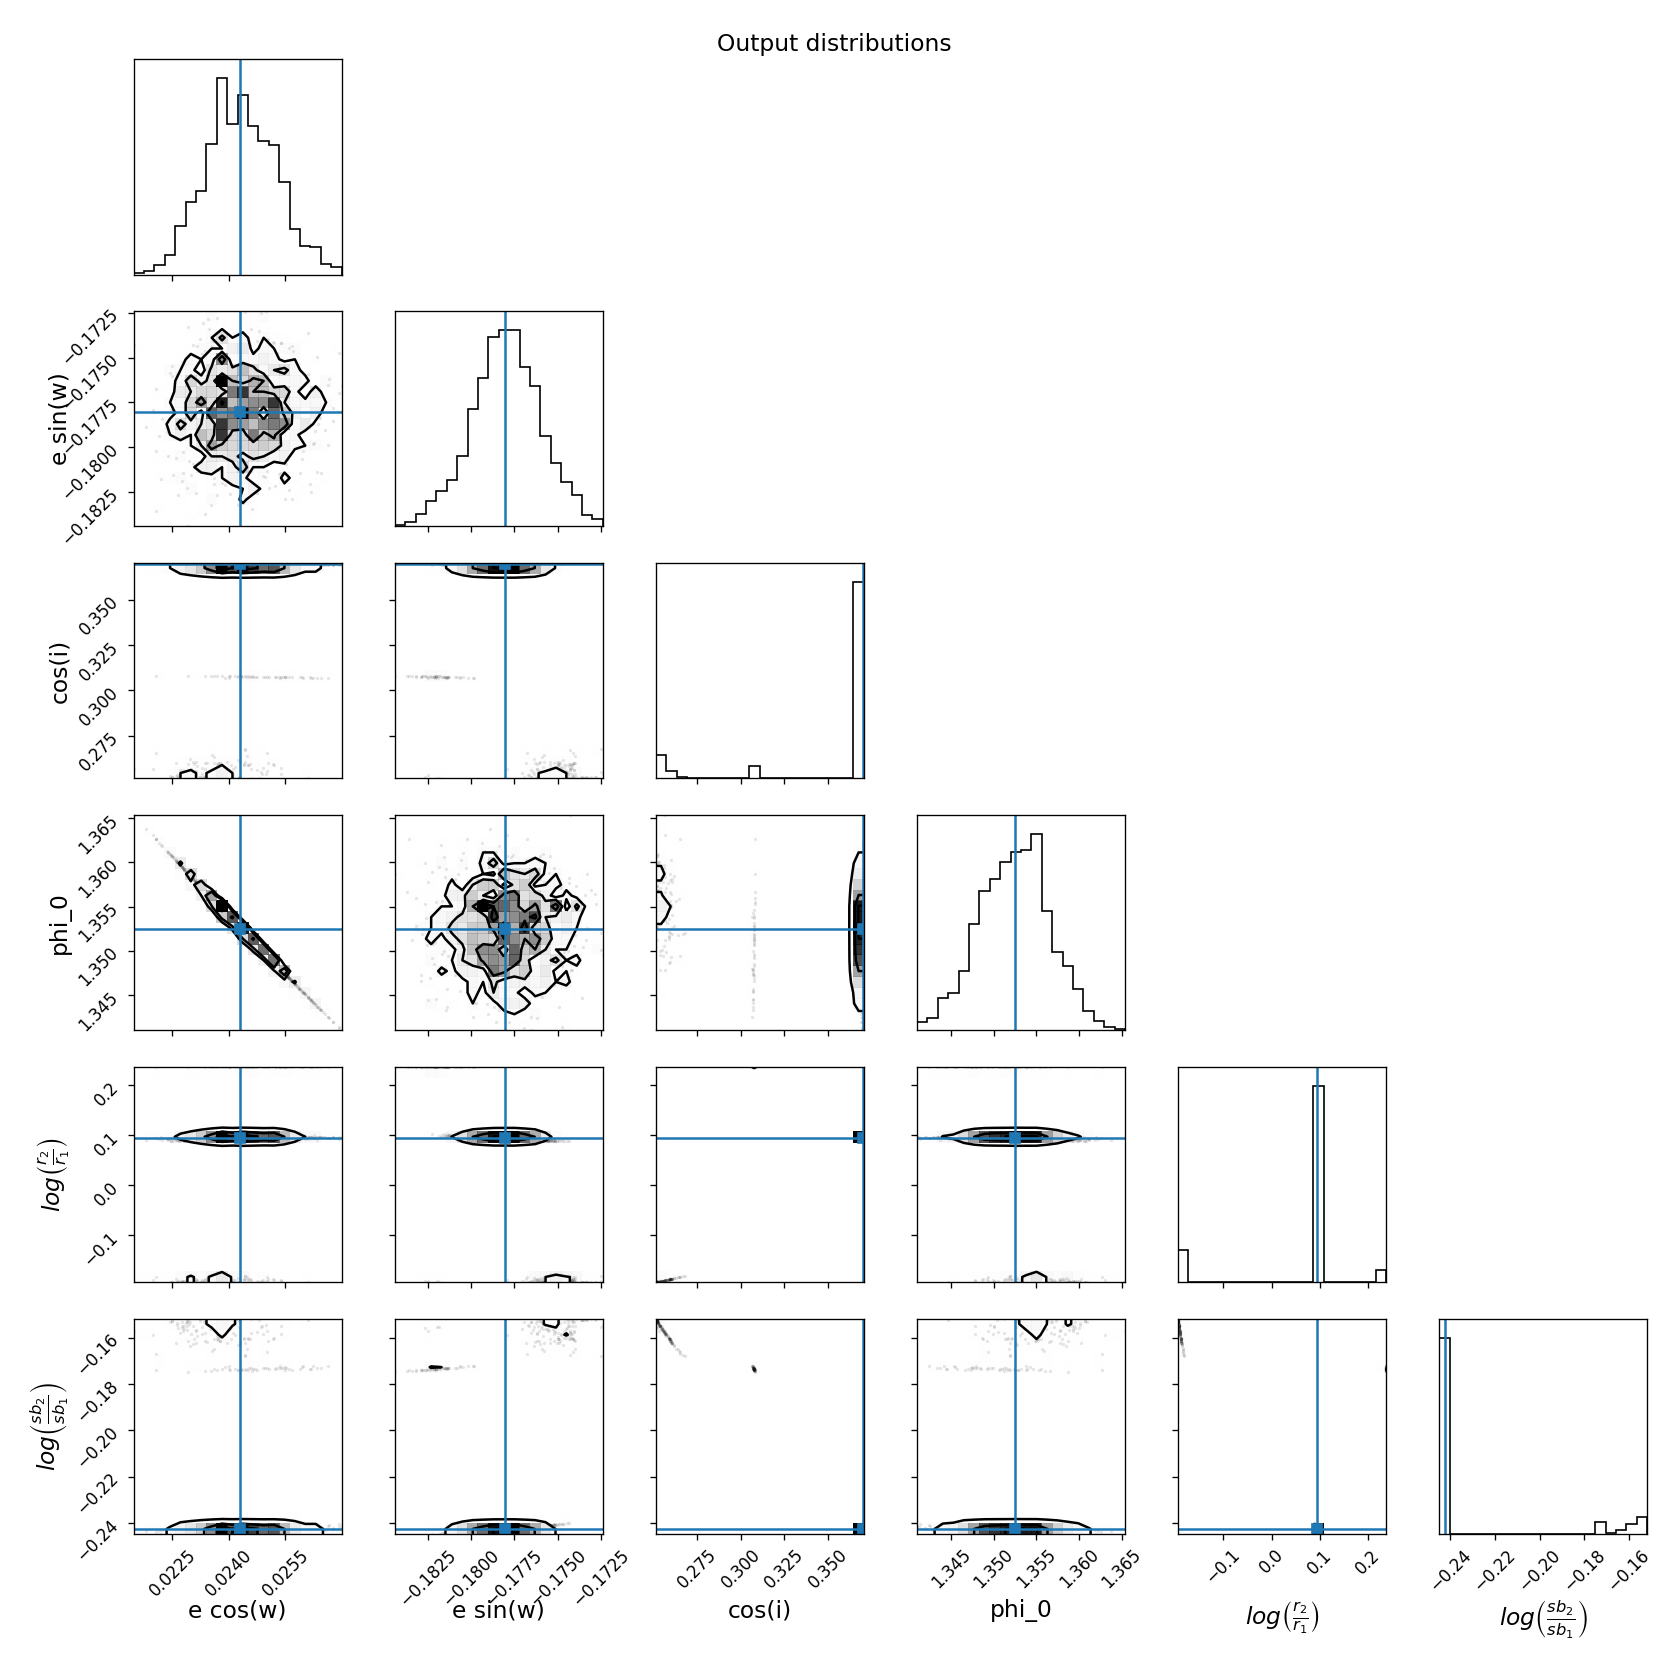 Output distributions
e sin(w)
−0.1725
−0.1750
−0.1775
−0.1800
−0.1825
cos(i)
0.350
0.325
0.300
0.275
phi_0
1.365
1.360
1.355
1.350
1.345
log(r2/r1)
0.2
0.1
0.0
−0.1
log(sb2/sb1)
−0.16
−0.18
−0.20
−0.22
−0.24
0.0225 0.0240 0.0255
−0.1825 −0.1800 −0.1775 −0.1750 −0.1725
0.275 0.300 0.325 0.350
1.345 1.350 1.355 1.360 1.365
−0.1 0.0 0.1 0.2
−0.24 −0.22 −0.20 −0.18 −0.16
e cos(w) e sin(w) cos(i) phi_0 log(r2/r1) log(sb2/sb1)